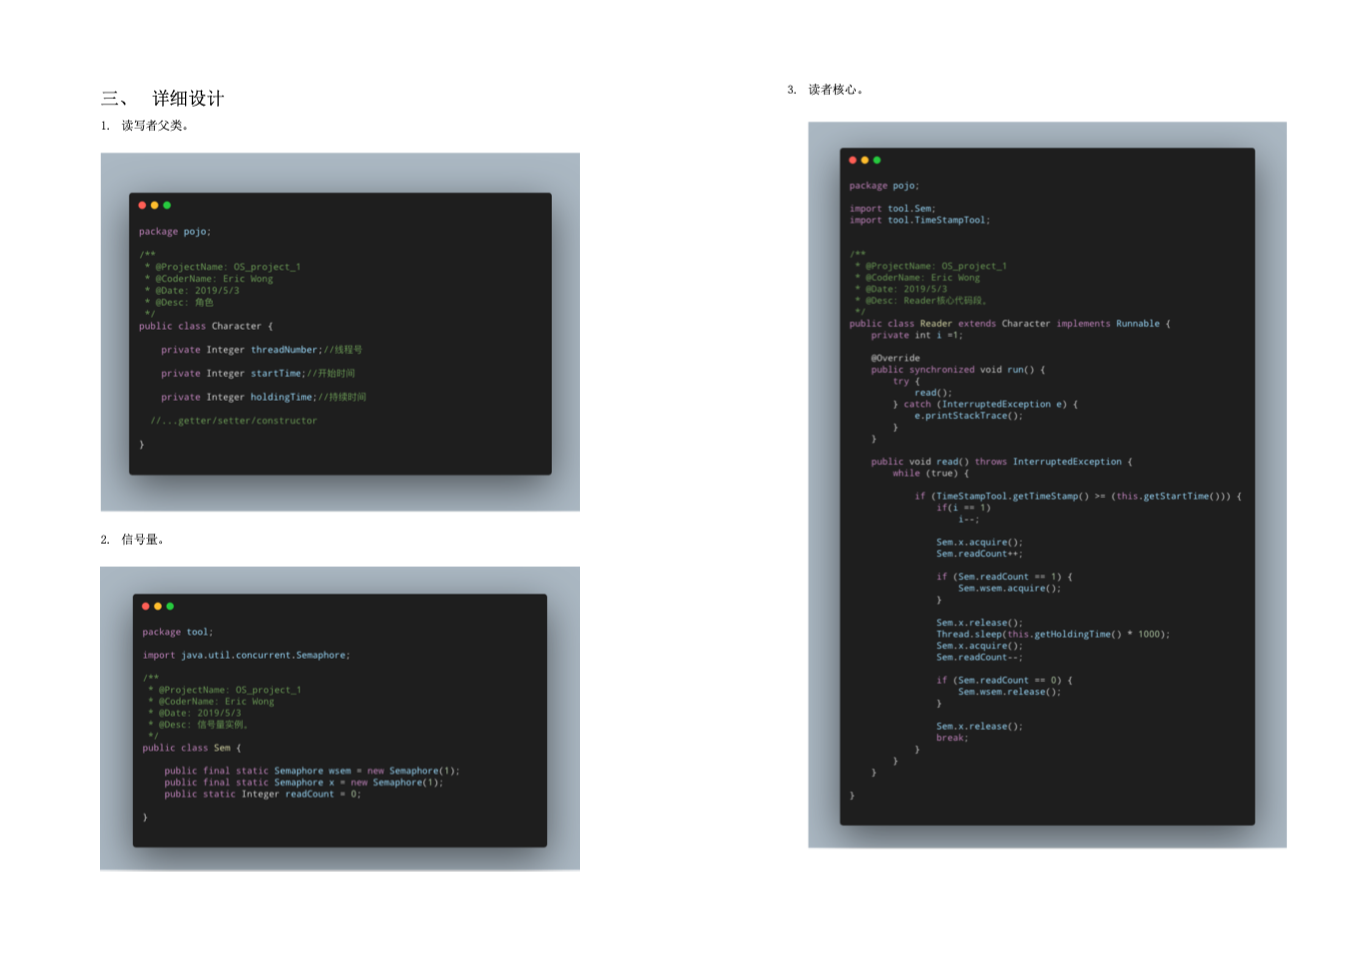 三、 详细设计
1. 读写者父类。
package pojo;
/**
 * @ProjectName: OS_project_1
 * @CoderName: Eric Wong
 * @Date: 2019/5/3
 * @Desc: 角色
 */
public class Character {
    private Integer threadNumber;//线程号
    private Integer startTime;//开始时间
    private Integer holdingTime;//持续时间
  //...getter/setter/constructor
}
2. 信号量。
package tool;
import java.util.concurrent.Semaphore;
/**
 * @ProjectName: OS_project_1
 * @CoderName: Eric Wong
 * @Date: 2019/5/3
 * @Desc: 信号量实例。
 */
public class Sem {
    public final static Semaphore wsem = new Semaphore(1);
    public final static Semaphore x = new Semaphore(1);
    public static Integer readCount = 0;
}
3. 读者核心。
package pojo;
import tool.Sem;
import tool.TimeStampTool;
/**
 * @ProjectName: OS_project_1
 * @CoderName: Eric Wong
 * @Date: 2019/5/3
 * @Desc: Reader核心代码段。
 */
public class Reader extends Character implements Runnable {
    private int i =1;
    @Override
    public synchronized void run() {
        try {
            read();
        } catch (InterruptedException e) {
            e.printStackTrace();
        }
    }
    public void read() throws InterruptedException {
        while (true) {
            if (TimeStampTool.getTimeStamp() >= (this.getStartTime())) {
                if(i == 1)
                    i--;
                Sem.x.acquire();
                Sem.readCount++;
                if (Sem.readCount == 1) {
                    Sem.wsem.acquire();
                }
                Sem.x.release();
                Thread.sleep(this.getHoldingTime() * 1000);
                Sem.x.acquire();
                Sem.readCount--;
                if (Sem.readCount == 0) {
                    Sem.wsem.release();
                }
                Sem.x.release();
                break;
            }
        }
    }
}